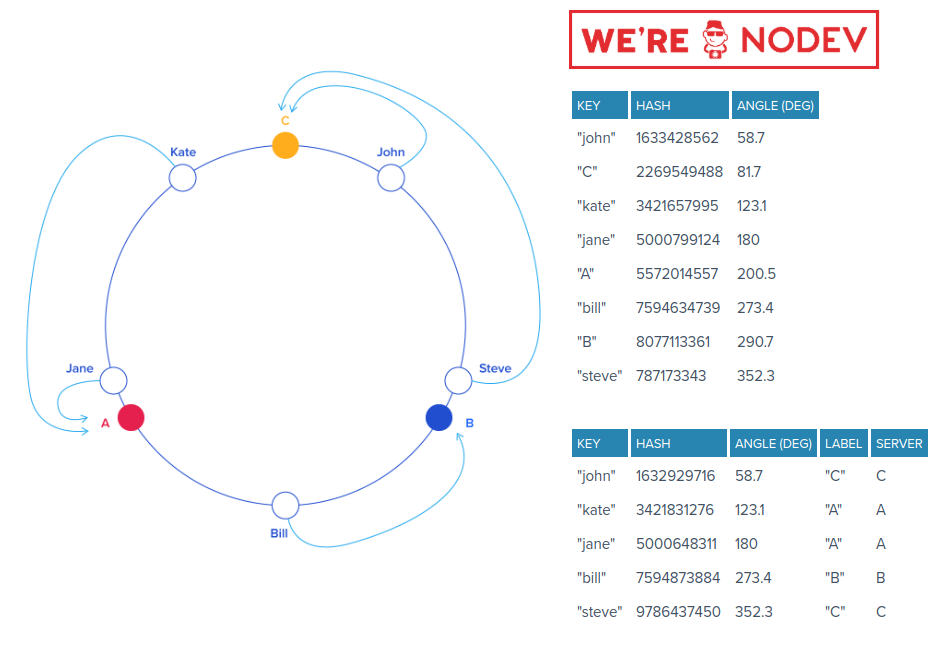 WE'RE NODEV
C
Kate
John
Jane
Steve
A
B
Bill
KEY HASH ANGLE (DEG)
"john" 1633428562 58.7
"C" 2269549488 81.7
"kate" 3421657995 123.1
"jane" 5000799124 180
"A" 5572014557 200.5
"bill" 7594634739 273.4
"B" 8077113361 290.7
"steve" 787173343 352.3
KEY HASH ANGLE (DEG) LABEL SERVER
"john" 1632929716 58.7 "C" C
"kate" 3421831276 123.1 "A" A
"jane" 5000648311 180 "A" A
"bill" 7594873884 273.4 "B" B
"steve" 9786437450 352.3 "C" C